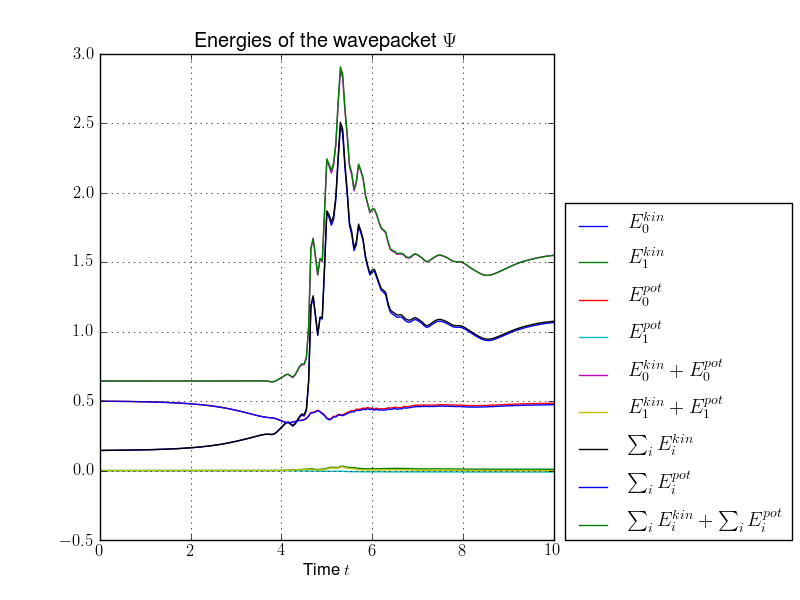 Energies of the wavepacket Ψ
3.0
2.5
2.0
1.5
1.0
0.5
0.0
−0.5
0 2 4 6 8 10
Time t
E_0^{kin}
E_1^{kin}
E_0^{pot}
E_1^{pot}
E_0^{kin} + E_0^{pot}
E_1^{kin} + E_1^{pot}
∑_i E_i^{kin}
∑_i E_i^{pot}
∑_i E_i^{kin} + ∑_i E_i^{pot}